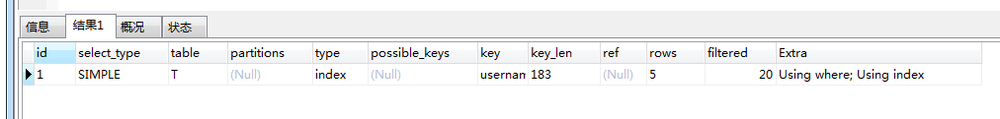 信息 结果1 概况 状态
id select_type table partitions type possible_keys key key_len ref rows filtered Extra
1 SIMPLE T (Null) index (Null) usernam 183 (Null) 5 20 Using where; Using index